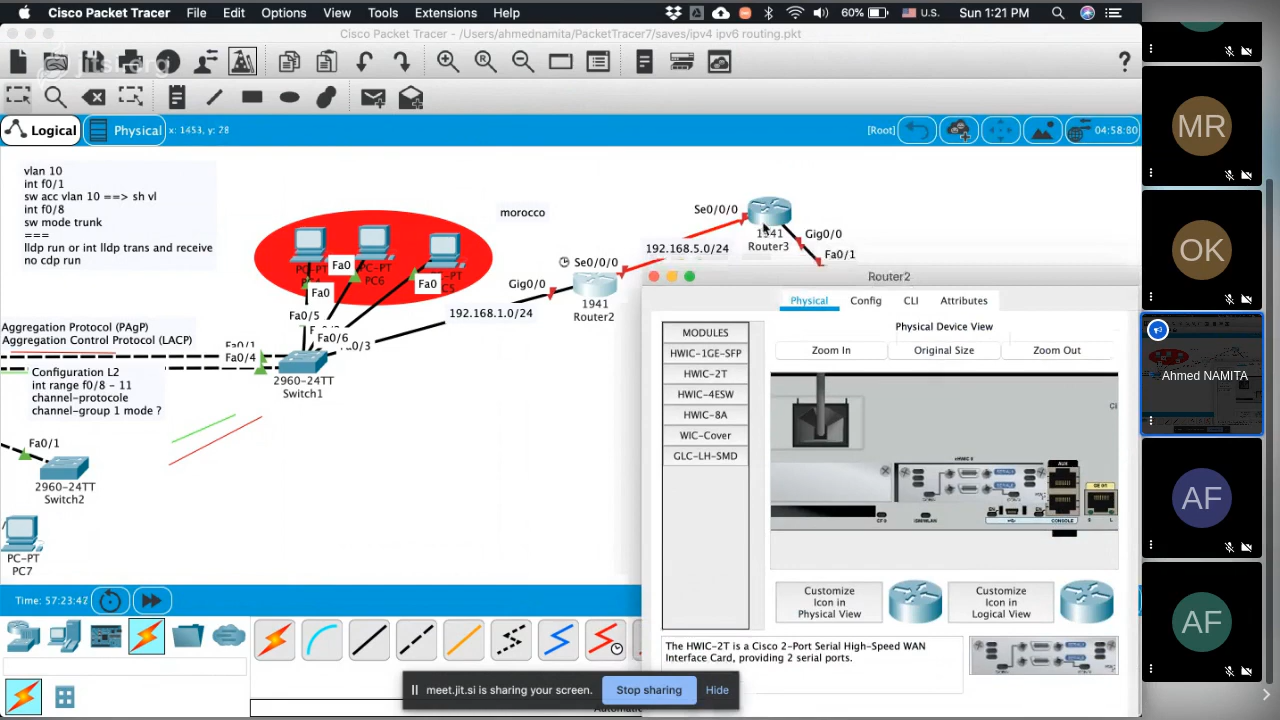 Cisco Packet Tracer File Edit Options View Tools Extensions Help
60% U.S. Sun 1:21 PM
Cisco Packet Tracer - /Users/ahmednamita/PacketTracer7/saves/ipv4 ipv6 routing.pkt
jitsi.org
?
Logical
Physical
x: 1453, y: 78
[Root]
04:58:80
vlan 10
int f0/1
sw acc vlan 10 ==> sh vl
int f0/8
sw mode trunk
===
lldp run or int lldp trans and receive
no cdp run
morocco
Se0/0/0
1941
Router3
Gig0/0
Fa0/1
192.168.5.0/24
Se0/0/0
Gig0/0
1941
Router2
192.168.1.0/24
PC-PT
PC6
Fa0
Fa0
Fa0
Fa0/5
Fa0/6
Fa0/4
2960-24TT
Switch1
Aggregation Protocol (PAgP)
Aggregation Control Protocol (LACP)
Configuration L2
int range f0/8 - 11
channel-protocole
channel-group 1 mode ?
Fa0/1
2960-24TT
Switch2
PC-PT
PC7
Router2
Physical Config CLI Attributes
MODULES
HWIC-1GE-SFP
HWIC-2T
HWIC-4ESW
HWIC-8A
WIC-Cover
GLC-LH-SMD
Physical Device View
Zoom In
Original Size
Zoom Out
AUX
CONSOLE
Customize
Icon in
Physical View
Customize
Icon in
Logical View
The HWIC-2T is a Cisco 2-Port Serial High-Speed WAN
Interface Card, providing 2 serial ports.
Time: 57:23:42
meet.jit.si is sharing your screen.
Stop sharing
Hide
MR
OK
Ahmed NAMITA
AF
AF